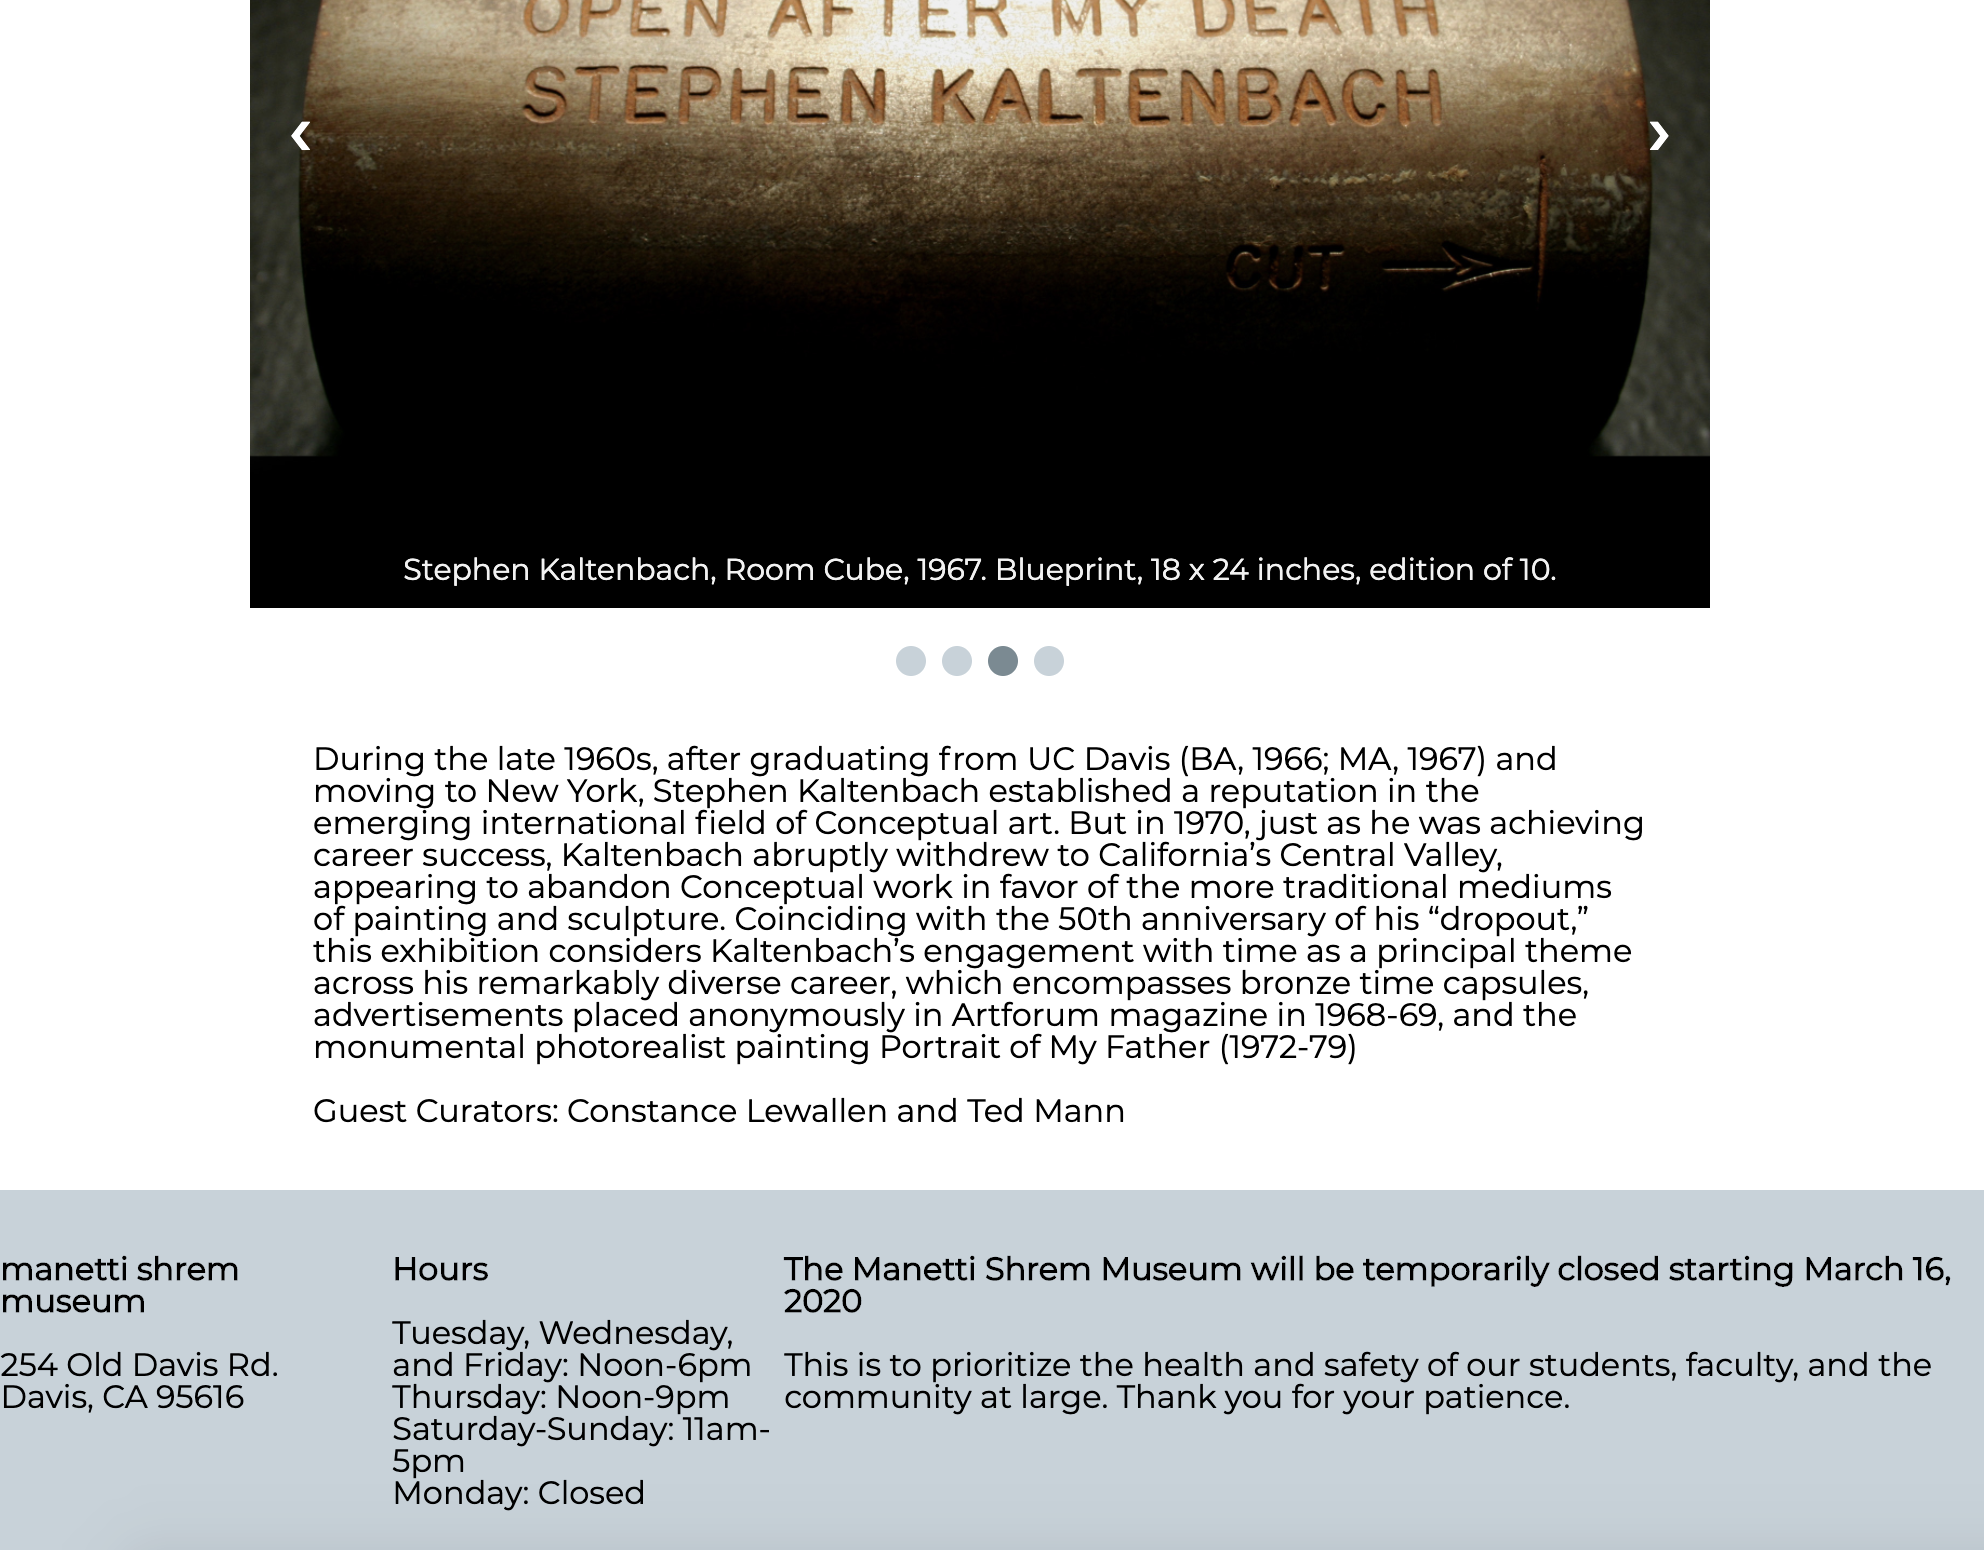 OPEN AFTER MY DEATH
STEPHEN KALTENBACH
CUT
Stephen Kaltenbach, Room Cube, 1967. Blueprint, 18 x 24 inches, edition of 10.
During the late 1960s, after graduating from UC Davis (BA, 1966; MA, 1967) and
moving to New York, Stephen Kaltenbach established a reputation in the
emerging international field of Conceptual art. But in 1970, just as he was achieving
career success, Kaltenbach abruptly withdrew to California’s Central Valley,
appearing to abandon Conceptual work in favor of the more traditional mediums
of painting and sculpture. Coinciding with the 50th anniversary of his “dropout,”
this exhibition considers Kaltenbach’s engagement with time as a principal theme
across his remarkably diverse career, which encompasses bronze time capsules,
advertisements placed anonymously in Artforum magazine in 1968-69, and the
monumental photorealist painting Portrait of My Father (1972-79)
Guest Curators: Constance Lewallen and Ted Mann
manetti shrem
museum
254 Old Davis Rd.
Davis, CA 95616
Hours
Tuesday, Wednesday,
and Friday: Noon-6pm
Thursday: Noon-9pm
Saturday-Sunday: 11am-
5pm
Monday: Closed
The Manetti Shrem Museum will be temporarily closed starting March 16,
2020
This is to prioritize the health and safety of our students, faculty, and the
community at large. Thank you for your patience.